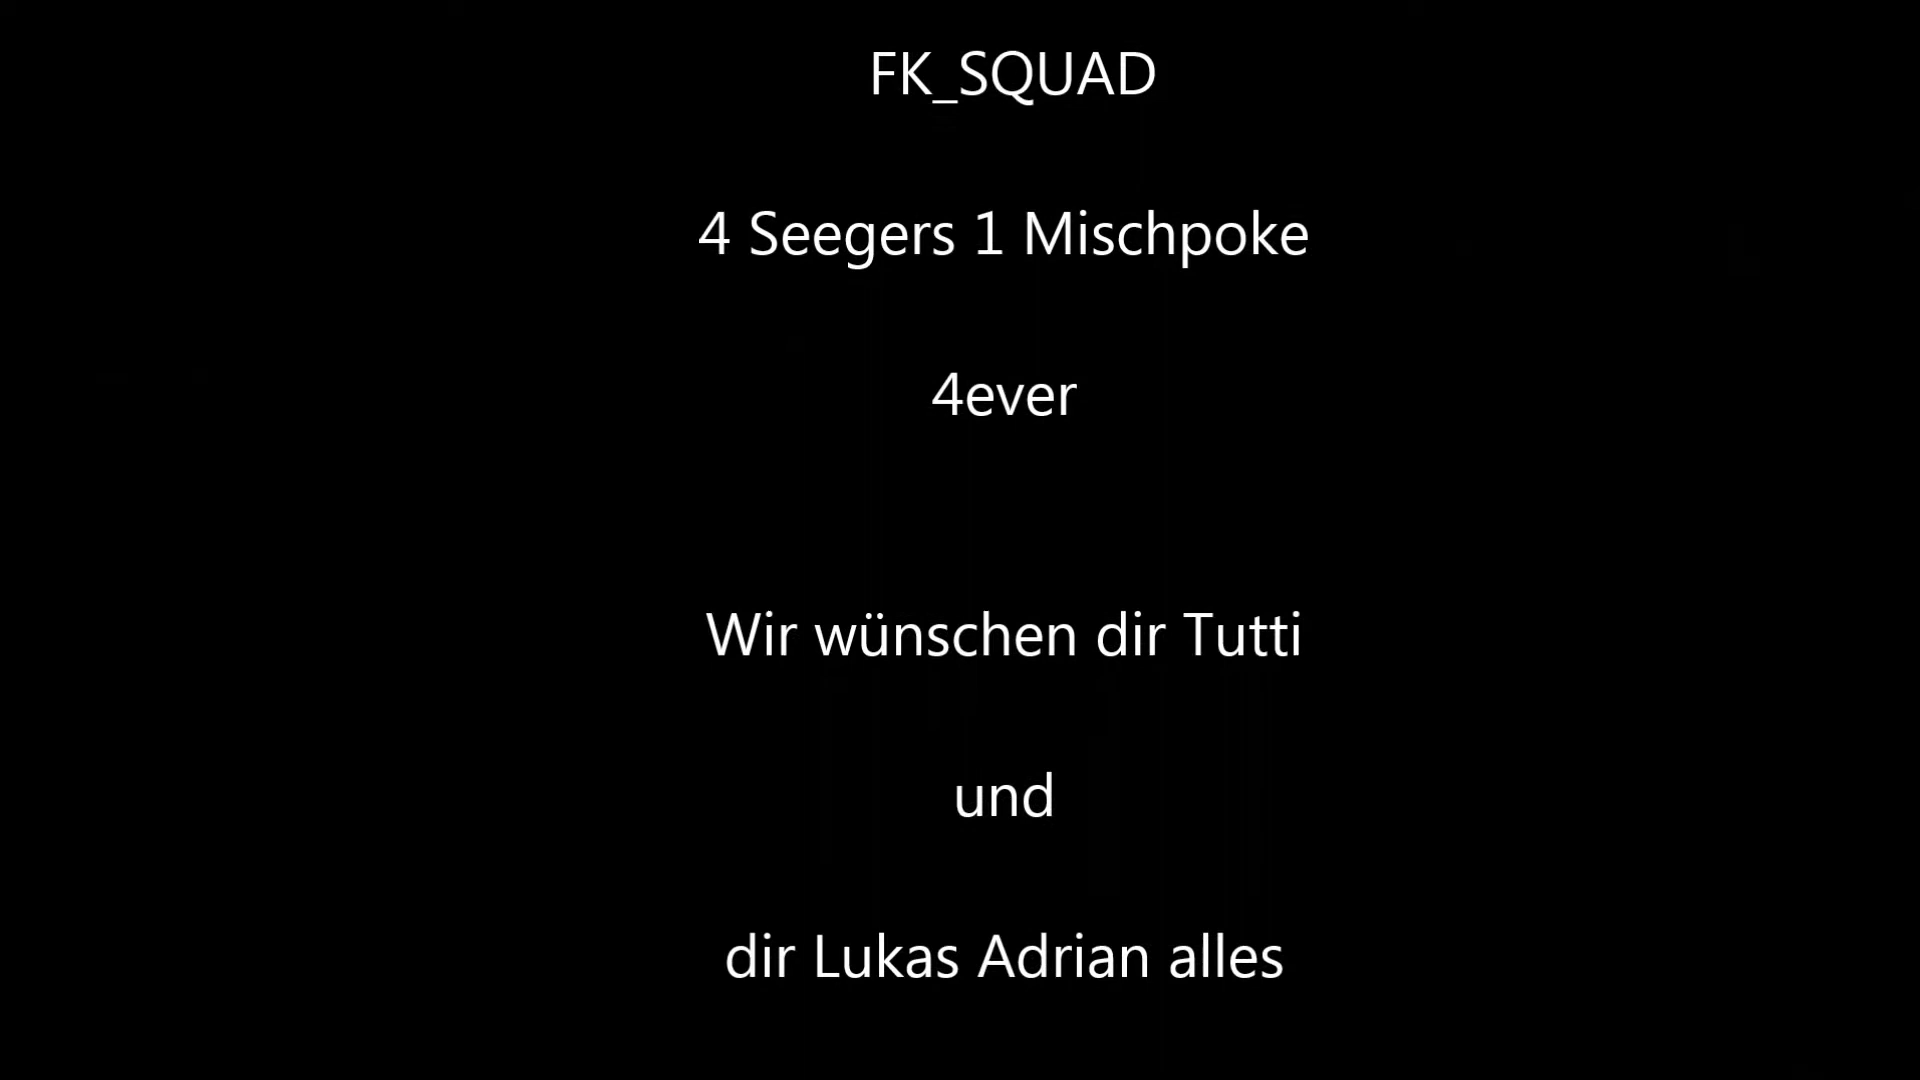 FK_SQUAD
4 Seegers 1 Mischpoke
4ever
Wir wünschen dir Tutti
und
dir Lukas Adrian alles